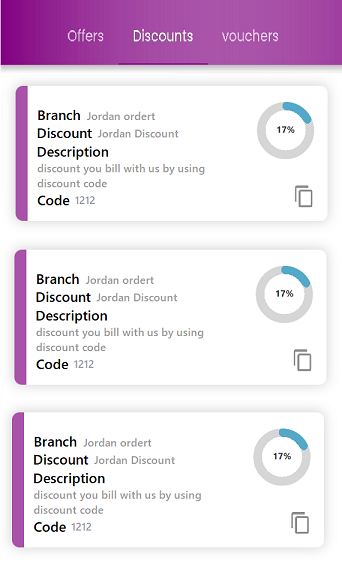 Offers Discounts vouchers
Branch Jordan ordert
Discount Jordan Discount
17%
Description
discount you bill with us by using
discount code
Code 1212
Branch Jordan ordert
Discount Jordan Discount
17%
Description
discount you bill with us by using
discount code
Code 1212
Branch Jordan ordert
Discount Jordan Discount
17%
Description
discount you bill with us by using
discount code
Code 1212